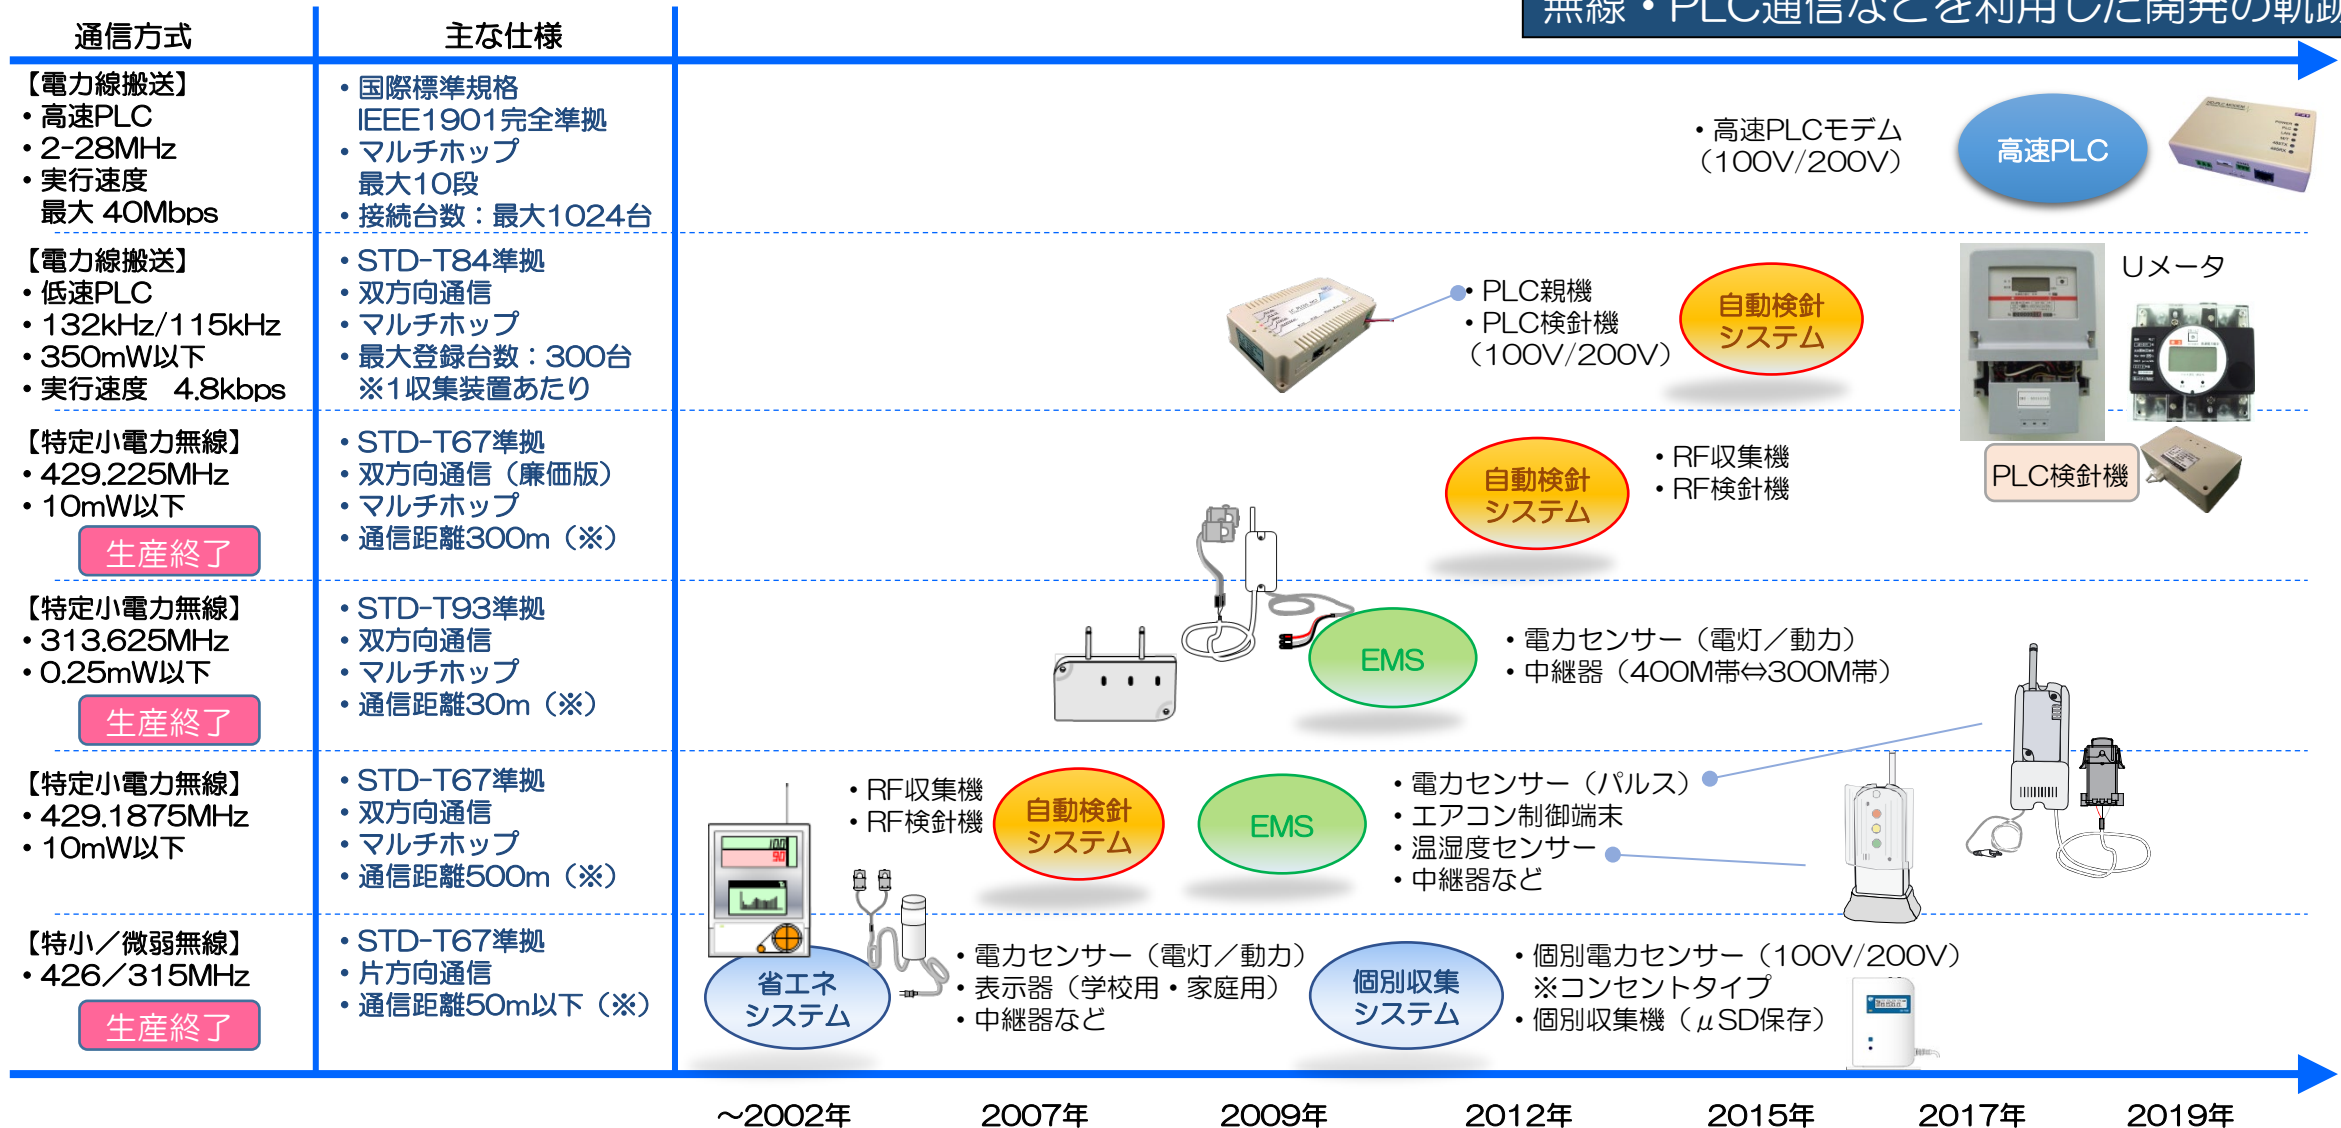 無線・PLC通信などを利用した開発の軌跡
通信方式
主な仕様
【電力線搬送】
・高速PLC
・2-28MHz
・実行速度
最大 40Mbps
・国際標準規格
IEEE1901完全準拠
・マルチホップ
最大10段
・接続台数：最大1024台
・高速PLCモデム
（100V/200V）
高速PLC
【電力線搬送】
・低速PLC
・132kHz/115kHz
・350mW以下
・実行速度　4.8kbps
・STD-T84準拠
・双方向通信
・マルチホップ
・最大登録台数：300台
※1収集装置あたり
・PLC親機
・PLC検針機
（100V/200V）
自動検針
システム
Uメータ
PLC検針機
【特定小電力無線】
・429.225MHz
・10mW以下
生産終了
・STD-T67準拠
・双方向通信（廉価版）
・マルチホップ
・通信距離300m（※）
自動検針
システム
・RF収集機
・RF検針機
【特定小電力無線】
・313.625MHz
・0.25mW以下
生産終了
・STD-T93準拠
・双方向通信
・マルチホップ
・通信距離30m（※）
EMS
・電力センサー（電灯／動力）
・中継器（400M帯⇔300M帯）
【特定小電力無線】
・429.1875MHz
・10mW以下
・STD-T67準拠
・双方向通信
・マルチホップ
・通信距離500m（※）
・RF収集機
・RF検針機
自動検針
システム
EMS
・電力センサー（パルス）
・エアコン制御端末
・温湿度センサー
・中継器など
【特小／微弱無線】
・426／315MHz
生産終了
・STD-T67準拠
・片方向通信
・通信距離50m以下（※）
省エネ
システム
・電力センサー（電灯／動力）
・表示器（学校用・家庭用）
・中継器など
個別収集
システム
・個別電力センサー（100V/200V）
※コンセントタイプ
・個別収集機（μSD保存）
～2002年
2007年
2009年
2012年
2015年
2017年
2019年